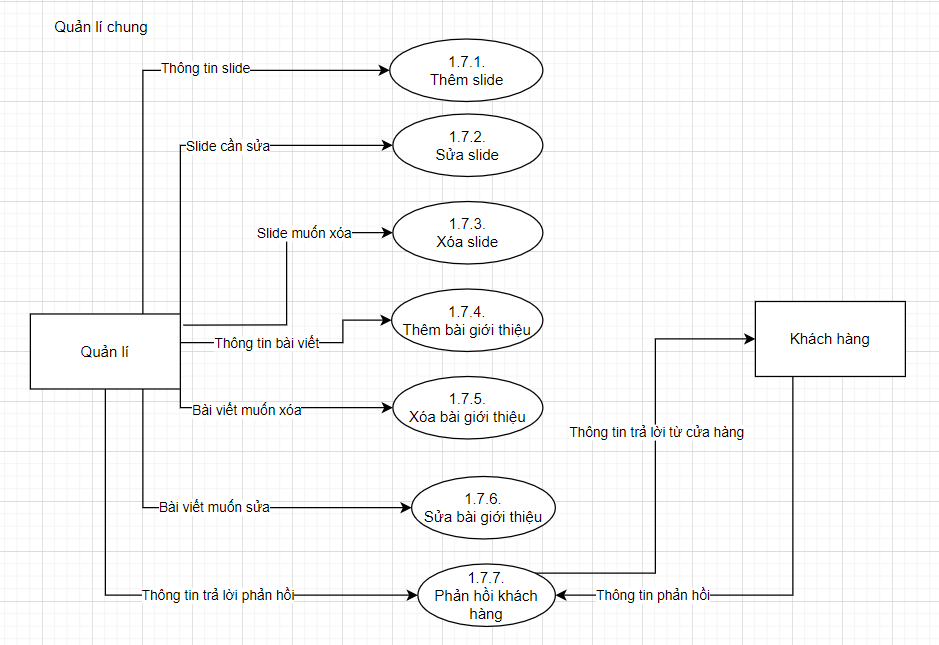 Quản lí chung
Thông tin slide
1.7.1.
Thêm slide
Slide cần sửa
1.7.2.
Sửa slide
Slide muốn xóa
1.7.3.
Xóa slide
Thông tin bài viết
1.7.4.
Thêm bài giới thiệu
Quản lí
Khách hàng
Bài viết muốn xóa
1.7.5.
Xóa bài giới thiệu
Thông tin trả lời từ cửa hàng
Bài viết muốn sửa
1.7.6.
Sửa bài giới thiệu
Thông tin trả lời phản hồi
1.7.7.
Phản hồi khách
hàng
Thông tin phản hồi